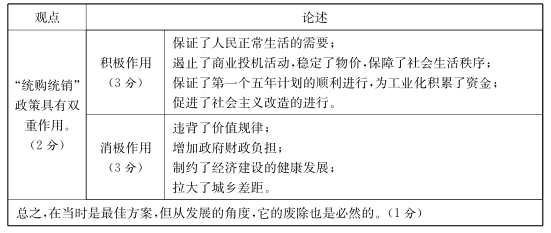 观点
论述
“统购统销”
政策具有双
重作用。
(2 分)
积极作用
(3 分)
保证了人民正常生活的需要；
遏止了商业投机活动，稳定了物价，保障了社会生活秩序；
保证了第一个五年计划的顺利进行，为工业化积累了资金；
促进了社会主义改造的进行。
消极作用
(3 分)
违背了价值规律；
增加政府财政负担；
制约了经济建设的健康发展；
拉大了城乡差距。
总之，在当时是最佳方案，但从发展的角度，它的废除也是必然的。(1 分)